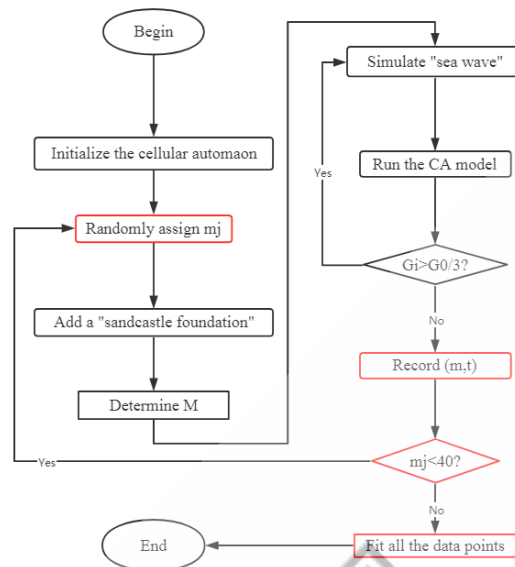 Begin
Initialize the cellular automaon
Randomly assign mj
Add a "sandcastle foundation"
Determine M
Simulate "sea wave"
Yes
Run the CA model
Gi>G0/3?
No
Record (m,t)
mj<40?
Yes
No
Fit all the data points
End